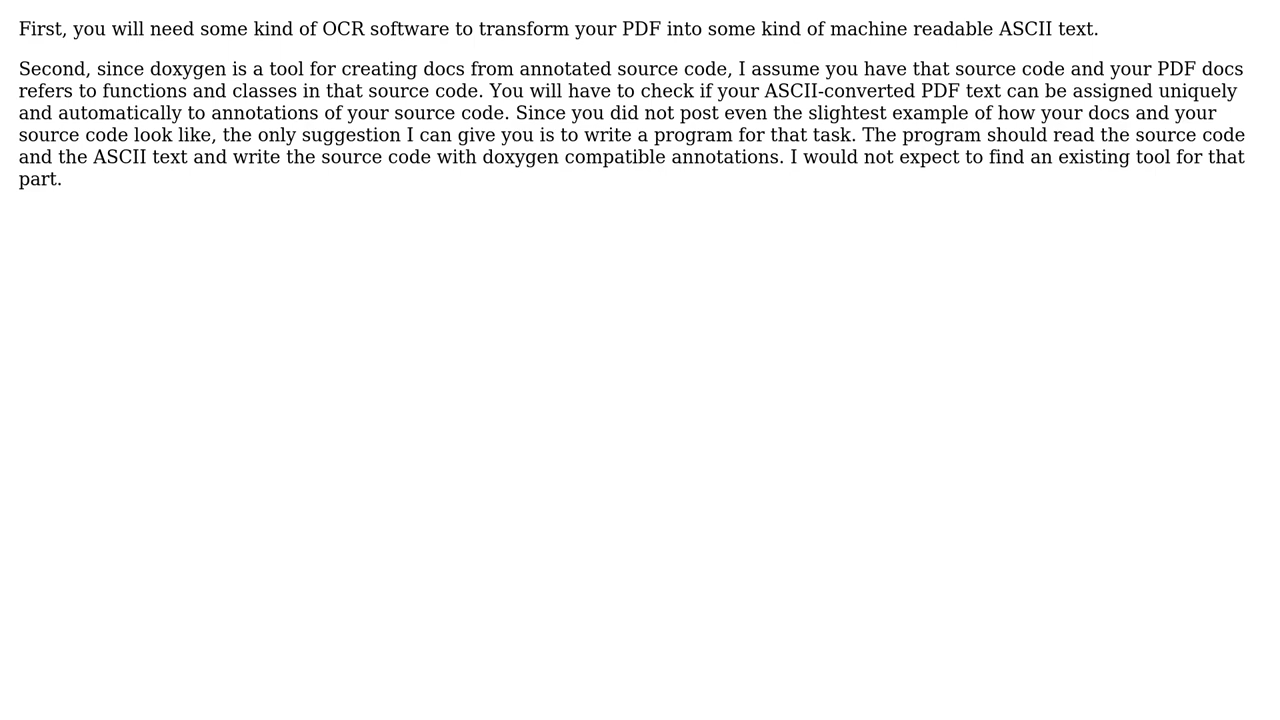 First, you will need some kind of OCR software to transform your PDF into some kind of machine readable ASCII text.
Second, since doxygen is a tool for creating docs from annotated source code, I assume you have that source code and your PDF docs
refers to functions and classes in that source code. You will have to check if your ASCII-converted PDF text can be assigned uniquely
and automatically to annotations of your source code. Since you did not post even the slightest example of how your docs and your
source code look like, the only suggestion I can give you is to write a program for that task. The program should read the source code
and the ASCII text and write the source code with doxygen compatible annotations. I would not expect to find an existing tool for that
part.